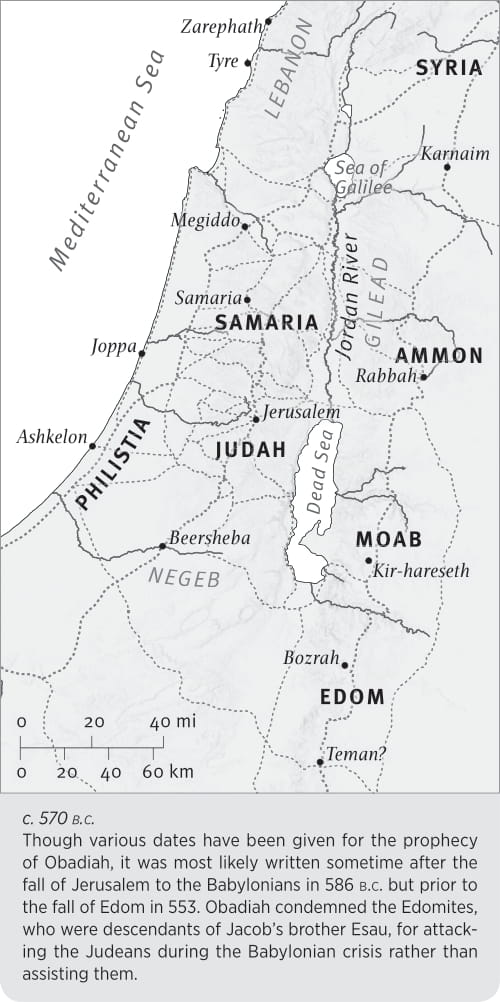 Zarephath
LEBANON
Tyre
SYRIA
Mediterranean Sea
Karnaim
Sea of
Galilee
Megiddo
Jordan River
GILEAD
Samaria
SAMARIA
Joppa
AMMON
Rabbah
Jerusalem
Ashkelon
PHILISTIA
JUDAH
Dead Sea
Beersheba
MOAB
NEGEB
Kir-hareseth
Bozrah
EDOM
0 20 40 mi
Teman?
0 20 40 60 km
c. 570 B.C.
Though various dates have been given for the prophecy
of Obadiah, it was most likely written sometime after the
fall of Jerusalem to the Babylonians in 586 B.C. but prior to
the fall of Edom in 553. Obadiah condemned the Edomites,
who were descendants of Jacob's brother Esau, for attack-
ing the Judeans during the Babylonian crisis rather than
assisting them.